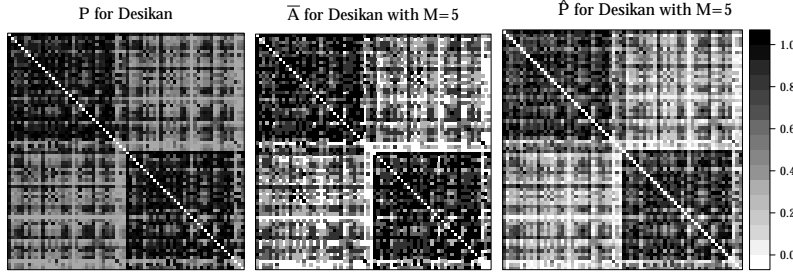 P for Desikan
A̅ for Desikan with M=5
P̂ for Desikan with M=5
1.0
0.8
0.6
0.4
0.2
0.0